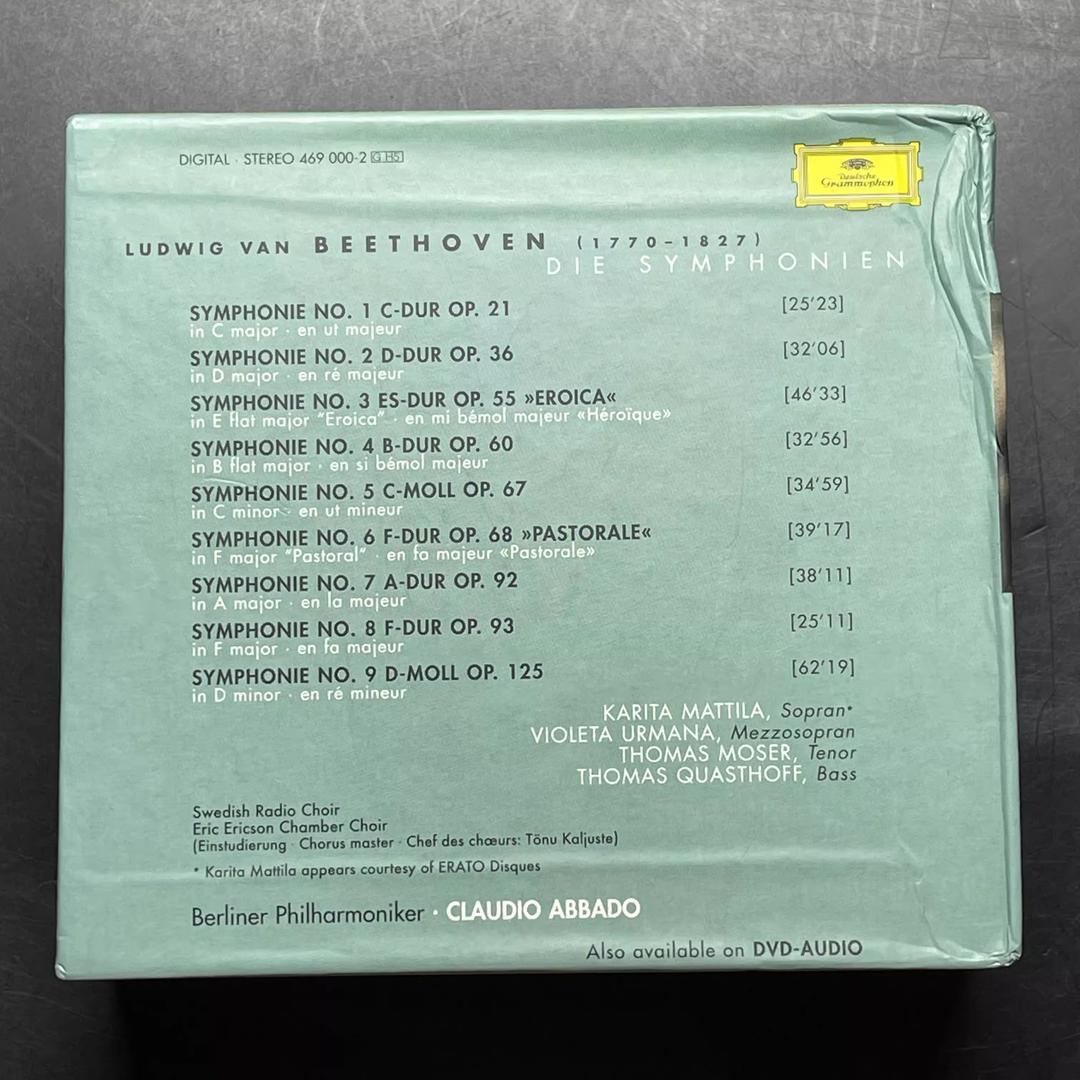 DIGITAL · STEREO 469 000-2 G H5
Deutsche
Grammophon
LUDWIG VAN BEETHOVEN (1770–1827)
DIE SYMPHONIEN
SYMPHONIE NO. 1 C-DUR OP. 21 [25’23]
in C major · en ut majeur
SYMPHONIE NO. 2 D-DUR OP. 36 [32’06]
in D major · en ré majeur
SYMPHONIE NO. 3 ES-DUR OP. 55 »EROICA« [46’33]
in E flat major “Eroica” · en mi bémol majeur «Héroïque»
SYMPHONIE NO. 4 B-DUR OP. 60 [32’56]
in B flat major · en si bémol majeur
SYMPHONIE NO. 5 C-MOLL OP. 67 [34’59]
in C minor · en ut mineur
SYMPHONIE NO. 6 F-DUR OP. 68 »PASTORALE« [39’17]
in F major “Pastoral” · en fa majeur «Pastorale»
SYMPHONIE NO. 7 A-DUR OP. 92 [38’11]
in A major · en la majeur
SYMPHONIE NO. 8 F-DUR OP. 93 [25’11]
in F major · en fa majeur
SYMPHONIE NO. 9 D-MOLL OP. 125 [62’19]
in D minor · en ré mineur
KARITA MATTILA, Sopran*
VIOLETA URMANA, Mezzosopran
THOMAS MOSER, Tenor
THOMAS QUASTHOFF, Bass
Swedish Radio Choir
Eric Ericson Chamber Choir
(Einstudierung · Chorus master · Chef des chœurs: Tönu Kaljuste)
* Karita Mattila appears courtesy of ERATO Disques
Berliner Philharmoniker · CLAUDIO ABBADO
Also available on DVD-AUDIO